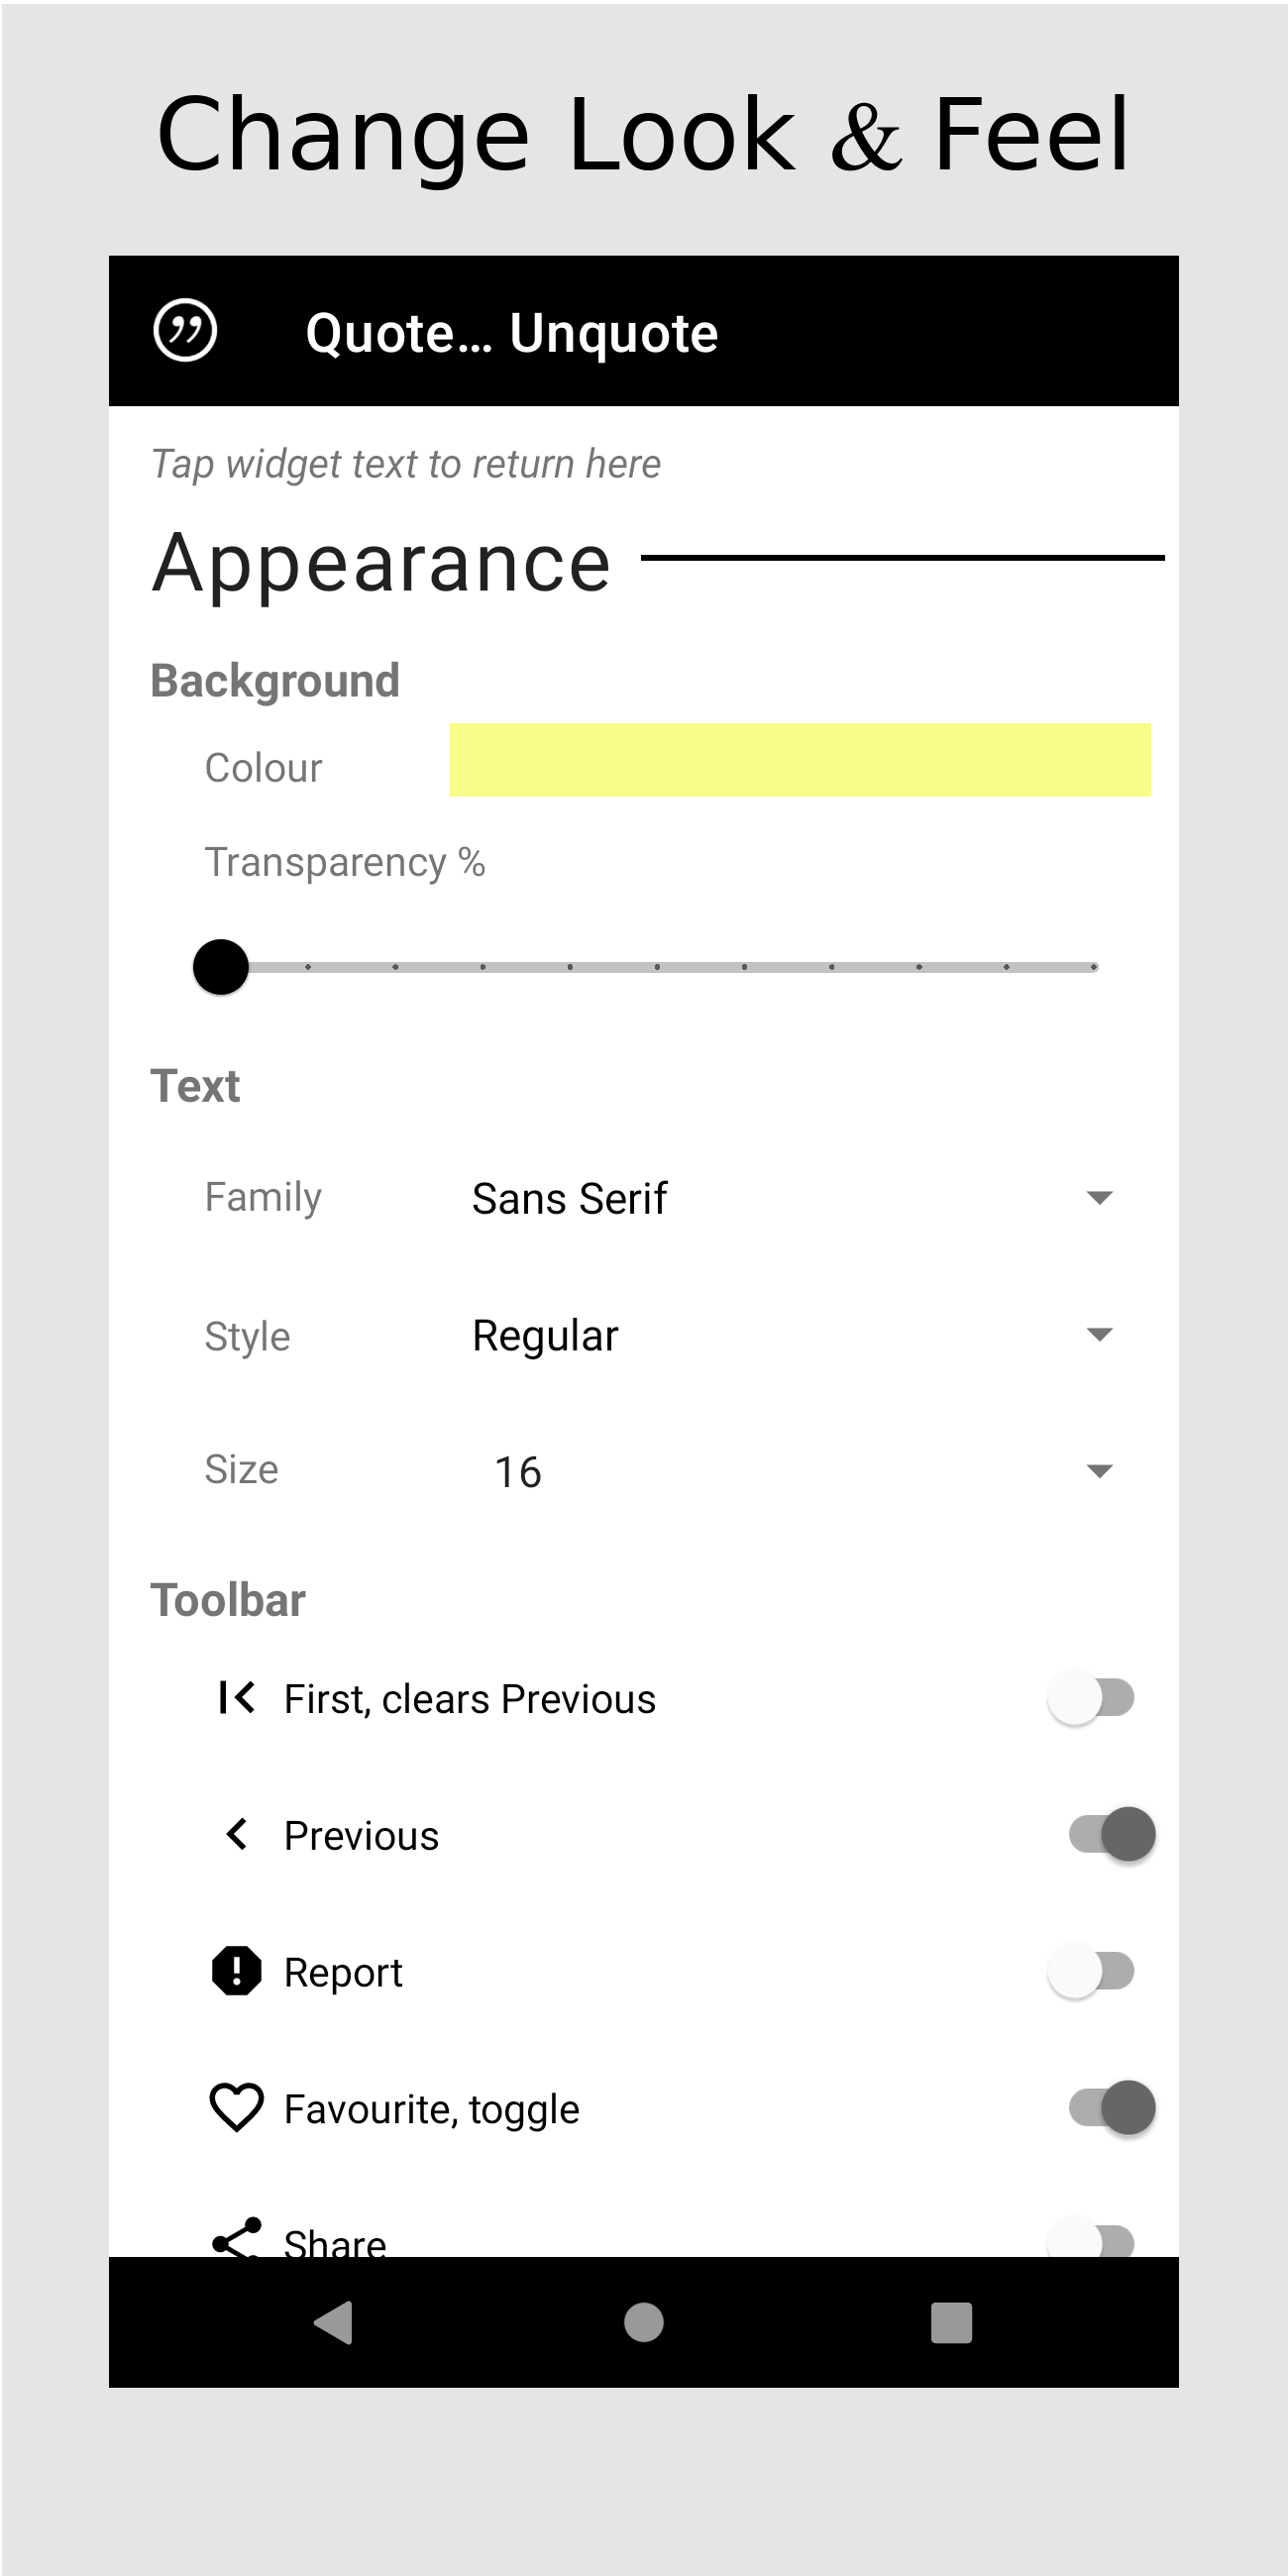 Change Look & Feel
Quote... Unquote
Tap widget text to return here
Appearance
Background
Colour
Transparency %
Text
Family Sans Serif
Style Regular
Size 16
Toolbar
First, clears Previous
Previous
Report
Favourite, toggle
Share